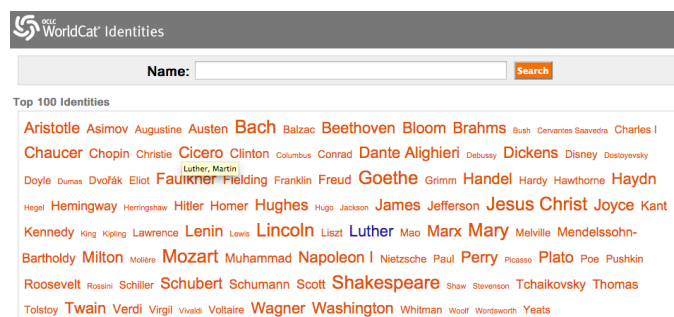 OCLC
WorldCat® Identities
Name: Search
Top 100 Identities
Aristotle Asimov Augustine Austen Bach Balzac Beethoven Bloom Brahms Bush Cervantes Saavedra Charles I
Chaucer Chopin Christie Cicero Clinton Columbus Conrad Dante Alighieri Debussy Dickens Disney Dostoyevsky
Luther, Martin
Doyle Dumas Dvořák Eliot Faulkner Fielding Franklin Freud Goethe Grimm Handel Hardy Hawthorne Haydn
Hegel Hemingway Herringshaw Hitler Homer Hughes Hugo Jackson James Jefferson Jesus Christ Joyce Kant
Kennedy King Kipling Lawrence Lenin Lewis Lincoln Liszt Luther Mao Marx Mary Melville Mendelssohn-
Bartholdy Milton Molière Mozart Muhammad Napoleon I Nietzsche Paul Perry Picasso Plato Poe Pushkin
Roosevelt Rossini Schiller Schubert Schumann Scott Shakespeare Shaw Stevenson Tchaikovsky Thomas
Tolstoy Twain Verdi Virgil Vivaldi Voltaire Wagner Washington Whitman Woolf Wordsworth Yeats